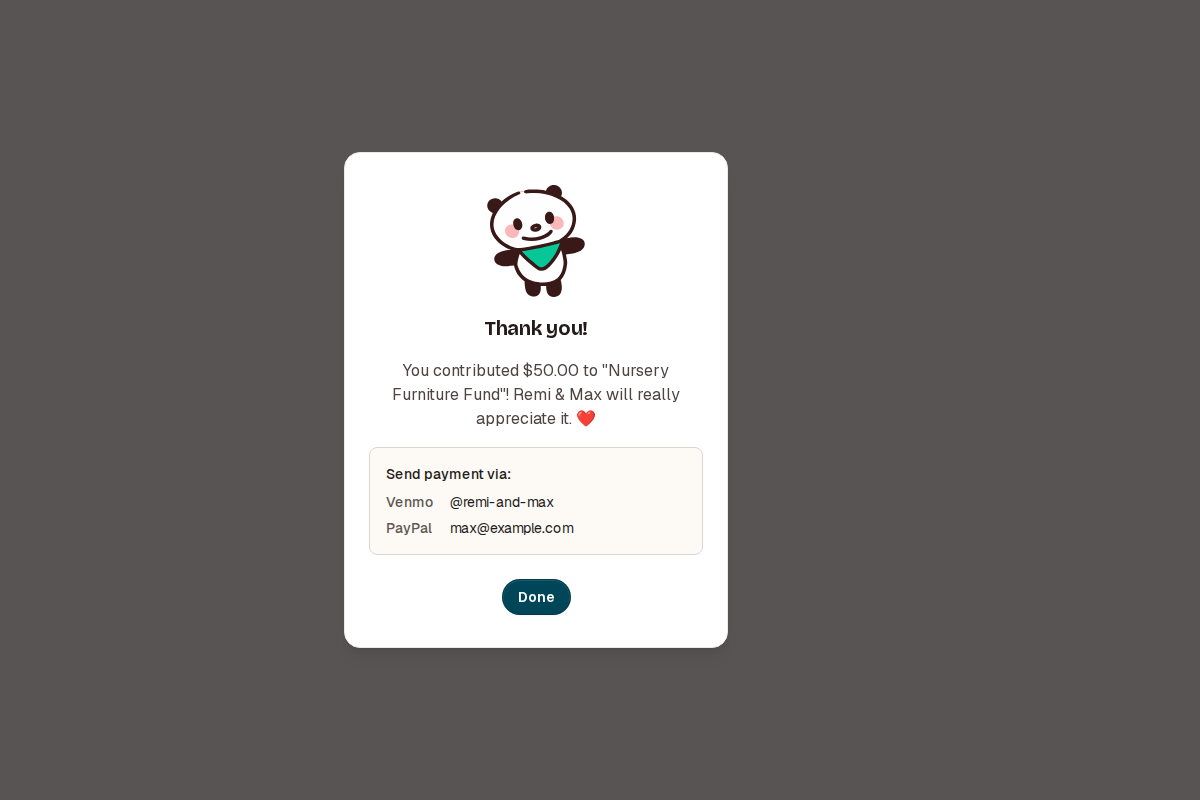 Thank you!
You contributed $50.00 to "Nursery
Furniture Fund"! Remi & Max will really
appreciate it. ❤️
Send payment via:
Venmo @remi-and-max
PayPal max@example.com
Done